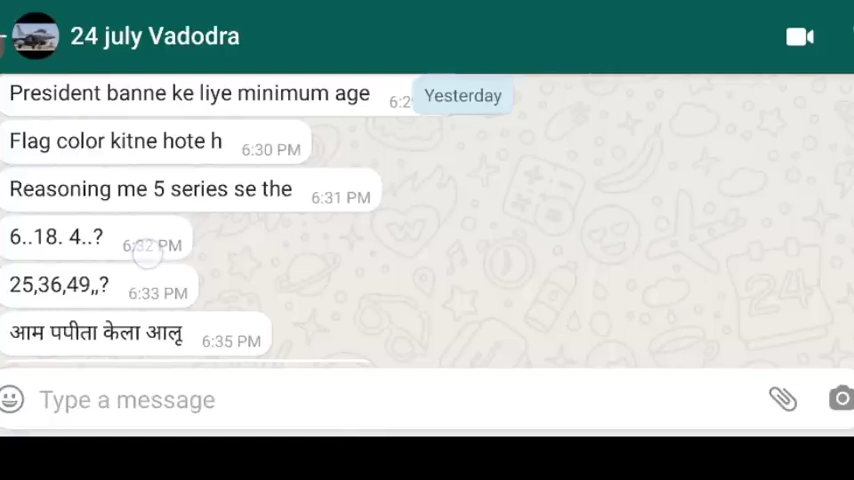 24 july Vadodra
President banne ke liye minimum age
Yesterday
Flag color kitne hote h 6:30 PM
Reasoning me 5 series se the 6:31 PM
6..18. 4..? 6:32 PM
25,36,49,,? 6:33 PM
आम पपीता केला आलू 6:35 PM
Type a message